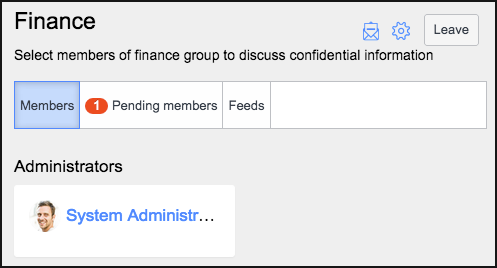 Finance
Leave
Select members of finance group to discuss confidential information
Members
1 Pending members
Feeds
Administrators
System Administr...